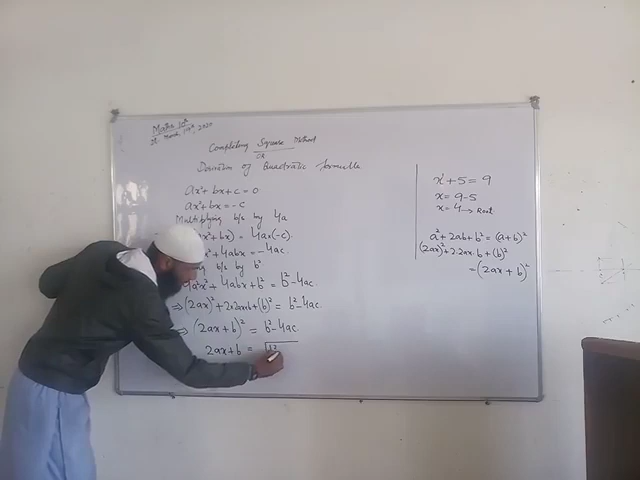 Maths 10th
March 2020
Completing Square Method
or
Derivation of Quadratic formula
ax² + bx + c = 0
ax² + bx = -c
Multiplying b/s by 4a
(ax² + bx) = 4a×(-c)
x² + 4abx = -4ac
b/s by b²
4a²x² + 4abx + b² = b² - 4ac
⇒ (2ax)² + 2×2ax×b + (b)² = b² - 4ac
⇒ (2ax + b)² = b² - 4ac
2ax + b = √b²
x + 5 = 9
x = 9 - 5
x = 4 → Root
a² + 2ab + b² = (a + b)²
(2ax)² + 2·2ax·b + (b)²
= (2ax + b)²